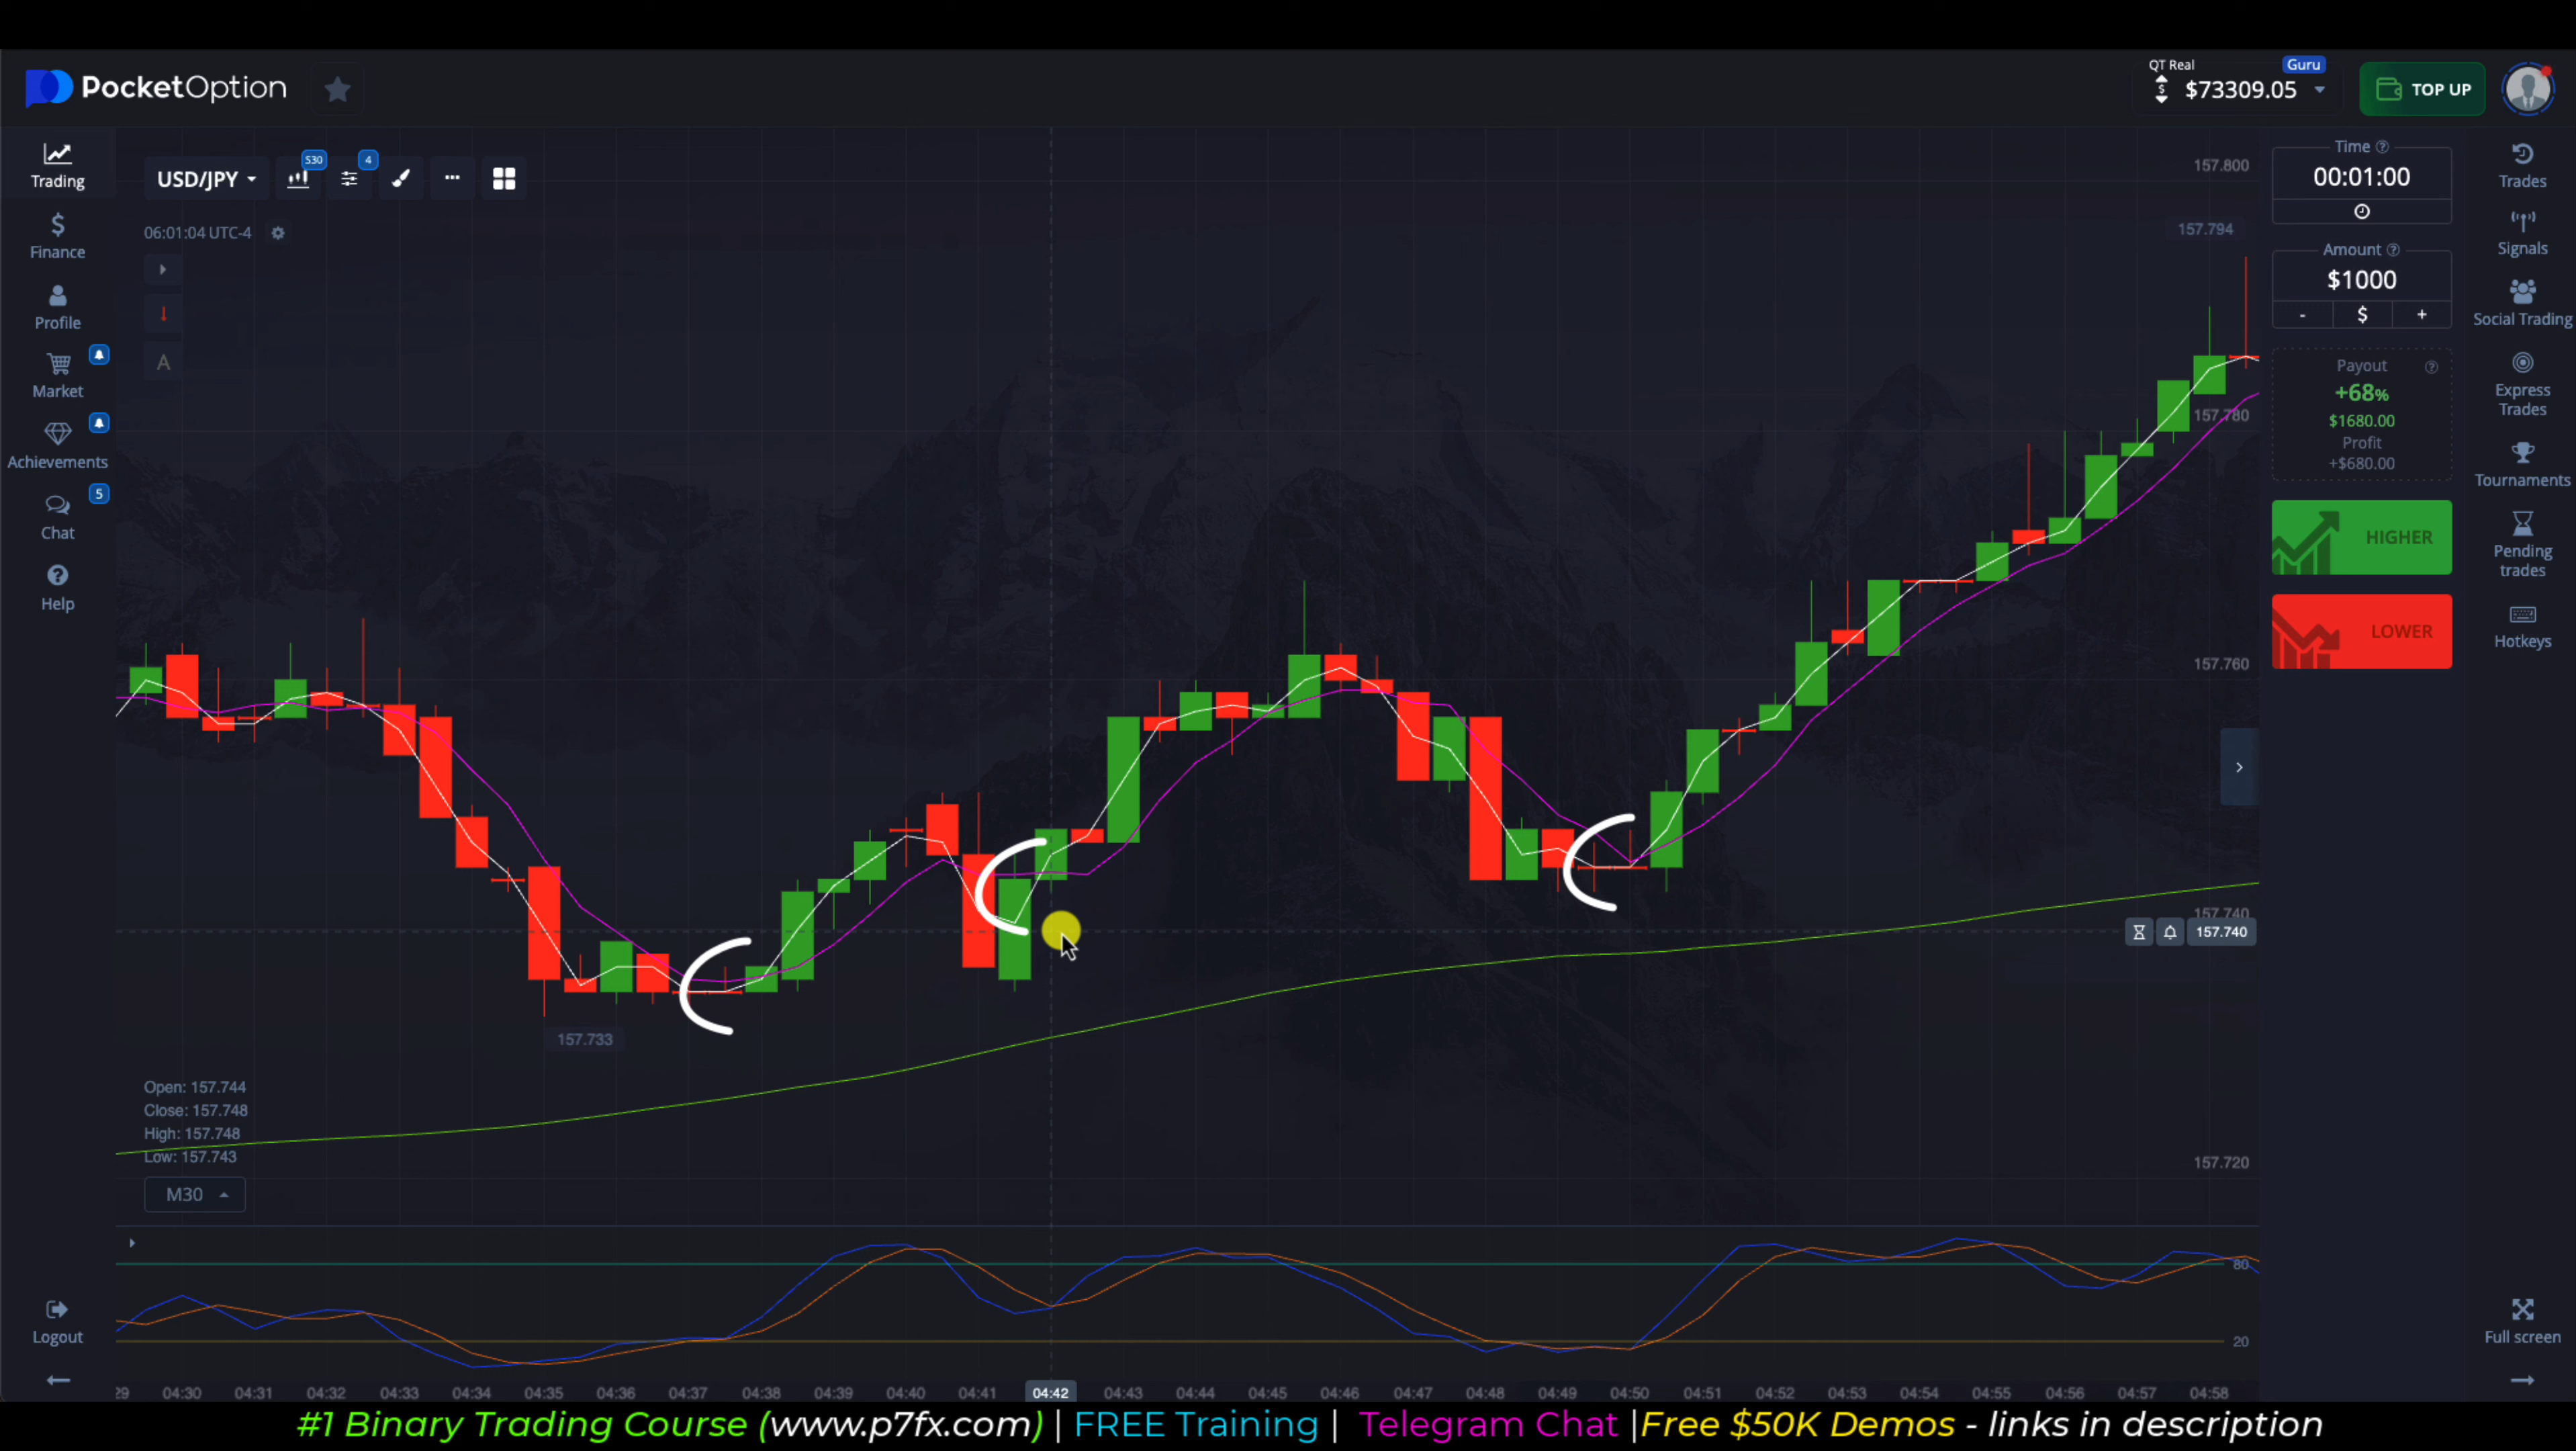 PocketOption
QT Real
Guru
$73309.05
TOP UP
Trading
Finance
Profile
Market
Achievements
Chat
5
Help
Logout
USD/JPY
S30
4
06:01:04 UTC-4
A
157.800
157.794
157.780
157.760
157.740
157.740
157.720
157.733
Open: 157.744
Close: 157.748
High: 157.748
Low: 157.743
M30
80
20
29 04:30 04:31 04:32 04:33 04:34 04:35 04:36 04:37 04:38 04:39 04:40 04:41 04:42 04:43 04:44 04:45 04:46 04:47 04:48 04:49 04:50 04:51 04:52 04:53 04:54 04:55 04:56 04:57 04:58
Time
00:01:00
Amount
$1000
- $ +
Payout
+68%
$1680.00
Profit
+$680.00
HIGHER
LOWER
Trades
Signals
Social Trading
Express
Trades
Tournaments
Pending
trades
Hotkeys
Full screen
#1 Binary Trading Course (www.p7fx.com) | FREE Training | Telegram Chat |Free $50K Demos - links in description